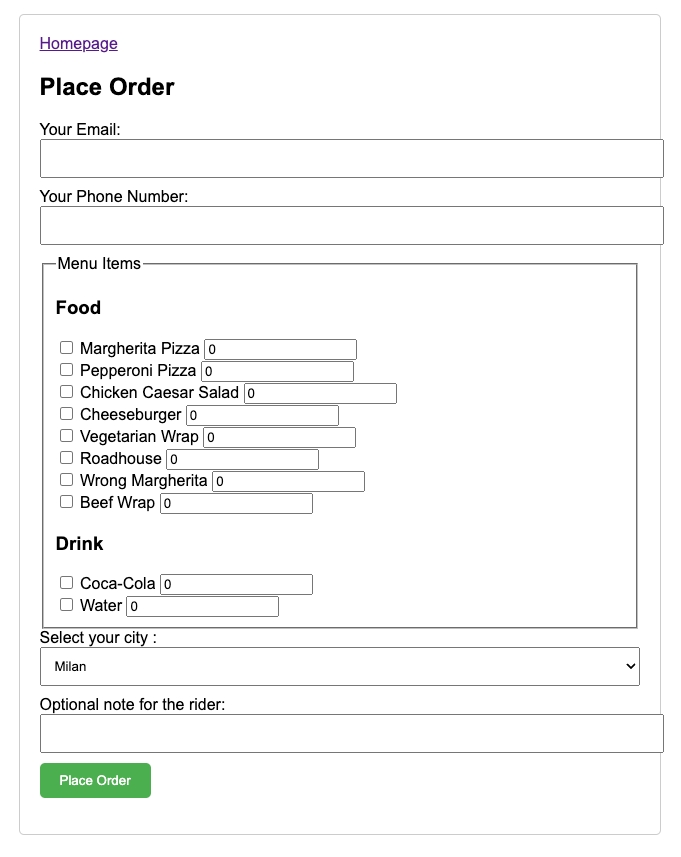 Homepage
Place Order
Your Email:
Your Phone Number:
Menu Items
Food
Margherita Pizza 0
Pepperoni Pizza 0
Chicken Caesar Salad 0
Cheeseburger 0
Vegetarian Wrap 0
Roadhouse 0
Wrong Margherita 0
Beef Wrap 0
Drink
Coca-Cola 0
Water 0
Select your city :
Milan
Optional note for the rider:
Place Order